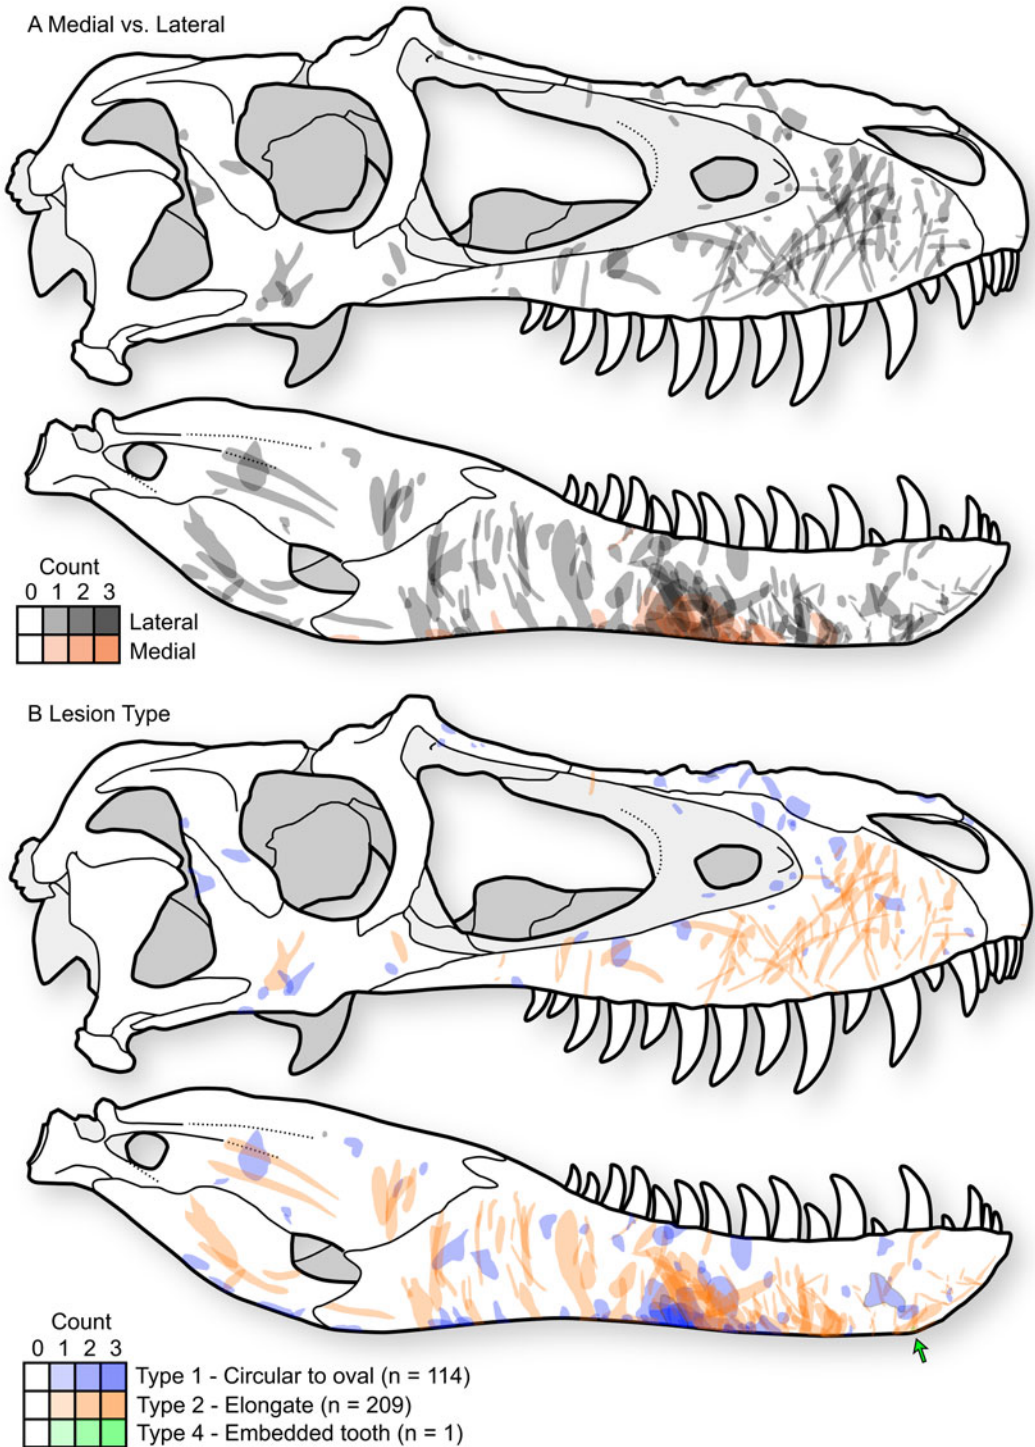 A Medial vs. Lateral
Count
0 1 2 3
Lateral
Medial
B Lesion Type
Count
0 1 2 3
Type 1 - Circular to oval (n = 114)
Type 2 - Elongate (n = 209)
Type 4 - Embedded tooth (n = 1)